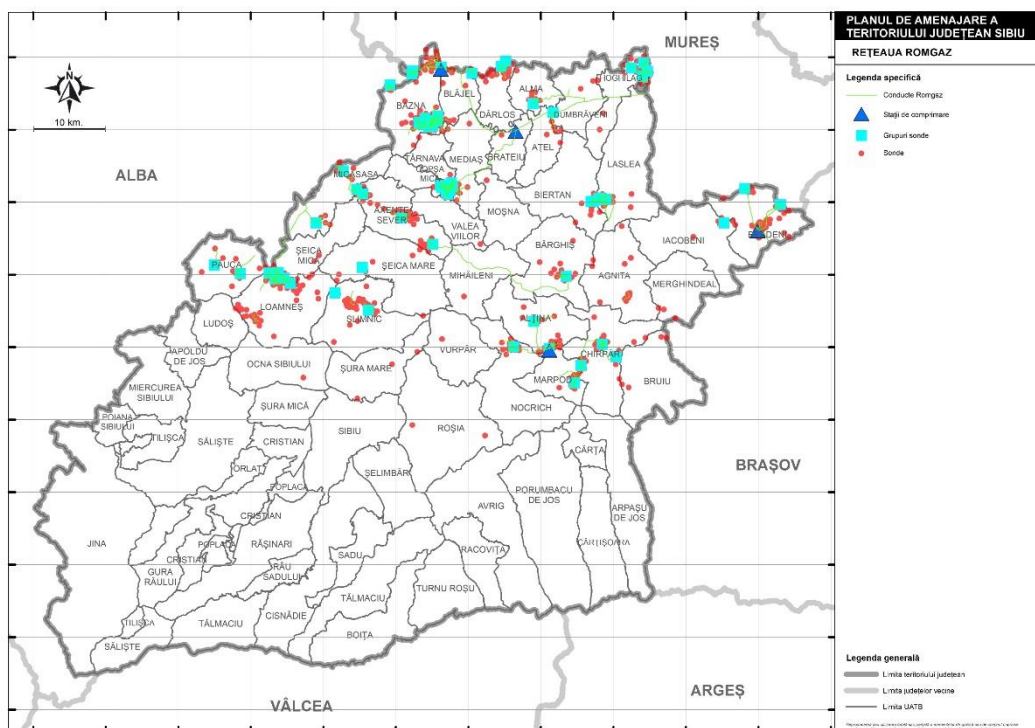 PLANUL DE AMENAJARE A
TERITORIULUI JUDEȚEAN SIBIU
REȚEAUA ROMGAZ
Legenda specifică
Conducte Romgaz
Stații de comprimare
Grupuri sonde
Sonde
N
10 km.
MUREȘ
ALBA
BRAȘOV
ARGEȘ
VÂLCEA
ALMA
BLĂJEL
BAZNA
DÂRLOS
DUMBRĂVENI
TÂRNAVA
MEDIAȘ
BRATEIU
AȚEL
COPȘA
MICĂ
LASLEA
MICĂSASA
BIERTAN
AXENTE
SEVER
MOȘNA
VALEA
VIILOR
IACOBENI
BÂRGHIȘ
ȘEICA
MICĂ
ȘEICA MARE
MIHĂILENI
AGNITA
PĂUCA
MERGHINDEAL
LOAMNEȘ
ALȚINA
SLIMNIC
LUDOȘ
VURPĂR
CHIRPĂR
APOLDU
DE JOS
OCNA SIBIULUI
ȘURA MARE
MARPOD
BRUIU
MIERCUREA
SIBIULUI
ȘURA MICĂ
NOCRICH
POIANA
SIBIULUI
TILIȘCA
SĂLIȘTE
CRISTIAN
SIBIU
ROȘIA
CÂRȚA
ORLAT
ȘELIMBĂR
POPLACA
PORUMBACU
DE JOS
AVRIG
ARPAȘU
DE JOS
CRISTIAN
JINA
POPLACA
RĂȘINARI
CÂRȚIȘOARA
CRISTIAN
SADU
RACOVIȚA
GURA
RÂULUI
RÂU
SADULUI
TURNU ROȘU
TĂLMACIU
TILIȘCA
TĂLMACIU
CISNĂDIE
BOIȚA
SĂLIȘTE
Legenda generală
Limita teritoriului județean
Limita județelor vecine
Limita UATB